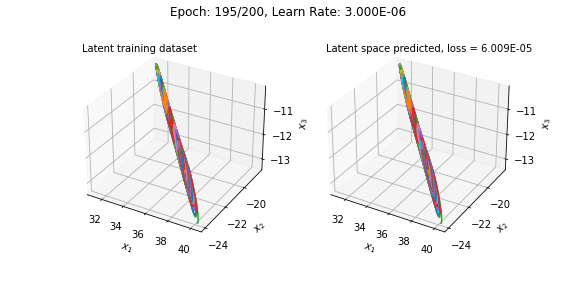 Epoch: 195/200, Learn Rate: 3.000E-06
Latent training dataset
−11
−12
−13
x₃
32
34
36
38
40
x₁
−24
−22
−20
x₂
Latent space predicted, loss = 6.009E-05
−11
−12
−13
x₃
32
34
36
38
40
x₁
−24
−22
−20
x₂